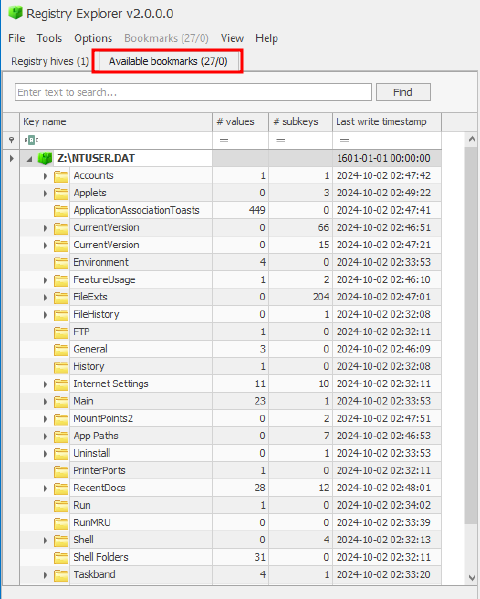 Registry Explorer v2.0.0.0
File Tools Options Bookmarks (27/0) View Help
Registry hives (1) Available bookmarks (27/0)
Enter text to search... Find
Key name # values # subkeys Last write timestamp
= = =
Z:\NTUSER.DAT 1601-01-01 00:00:00
Accounts 1 1 2024-10-02 02:47:42
Applets 0 3 2024-10-02 02:49:22
ApplicationAssociationToasts 449 0 2024-10-02 02:47:41
CurrentVersion 0 66 2024-10-02 02:46:51
CurrentVersion 0 15 2024-10-02 02:47:21
Environment 4 0 2024-10-02 02:33:53
FeatureUsage 1 2 2024-10-02 02:46:10
FileExts 0 204 2024-10-02 02:47:01
FileHistory 0 1 2024-10-02 02:32:08
FTP 1 0 2024-10-02 02:32:11
General 3 0 2024-10-02 02:46:09
History 1 0 2024-10-02 02:32:08
Internet Settings 11 10 2024-10-02 02:32:11
Main 23 1 2024-10-02 02:33:53
MountPoints2 0 2 2024-10-02 02:47:51
App Paths 0 7 2024-10-02 02:46:53
Uninstall 0 1 2024-10-02 02:33:53
PrinterPorts 1 0 2024-10-02 02:32:11
RecentDocs 28 12 2024-10-02 02:48:01
Run 1 0 2024-10-02 02:34:02
RunMRU 0 0 2024-10-02 02:33:39
Shell 0 4 2024-10-02 02:32:13
Shell Folders 31 0 2024-10-02 02:32:11
Taskband 4 1 2024-10-02 02:33:20